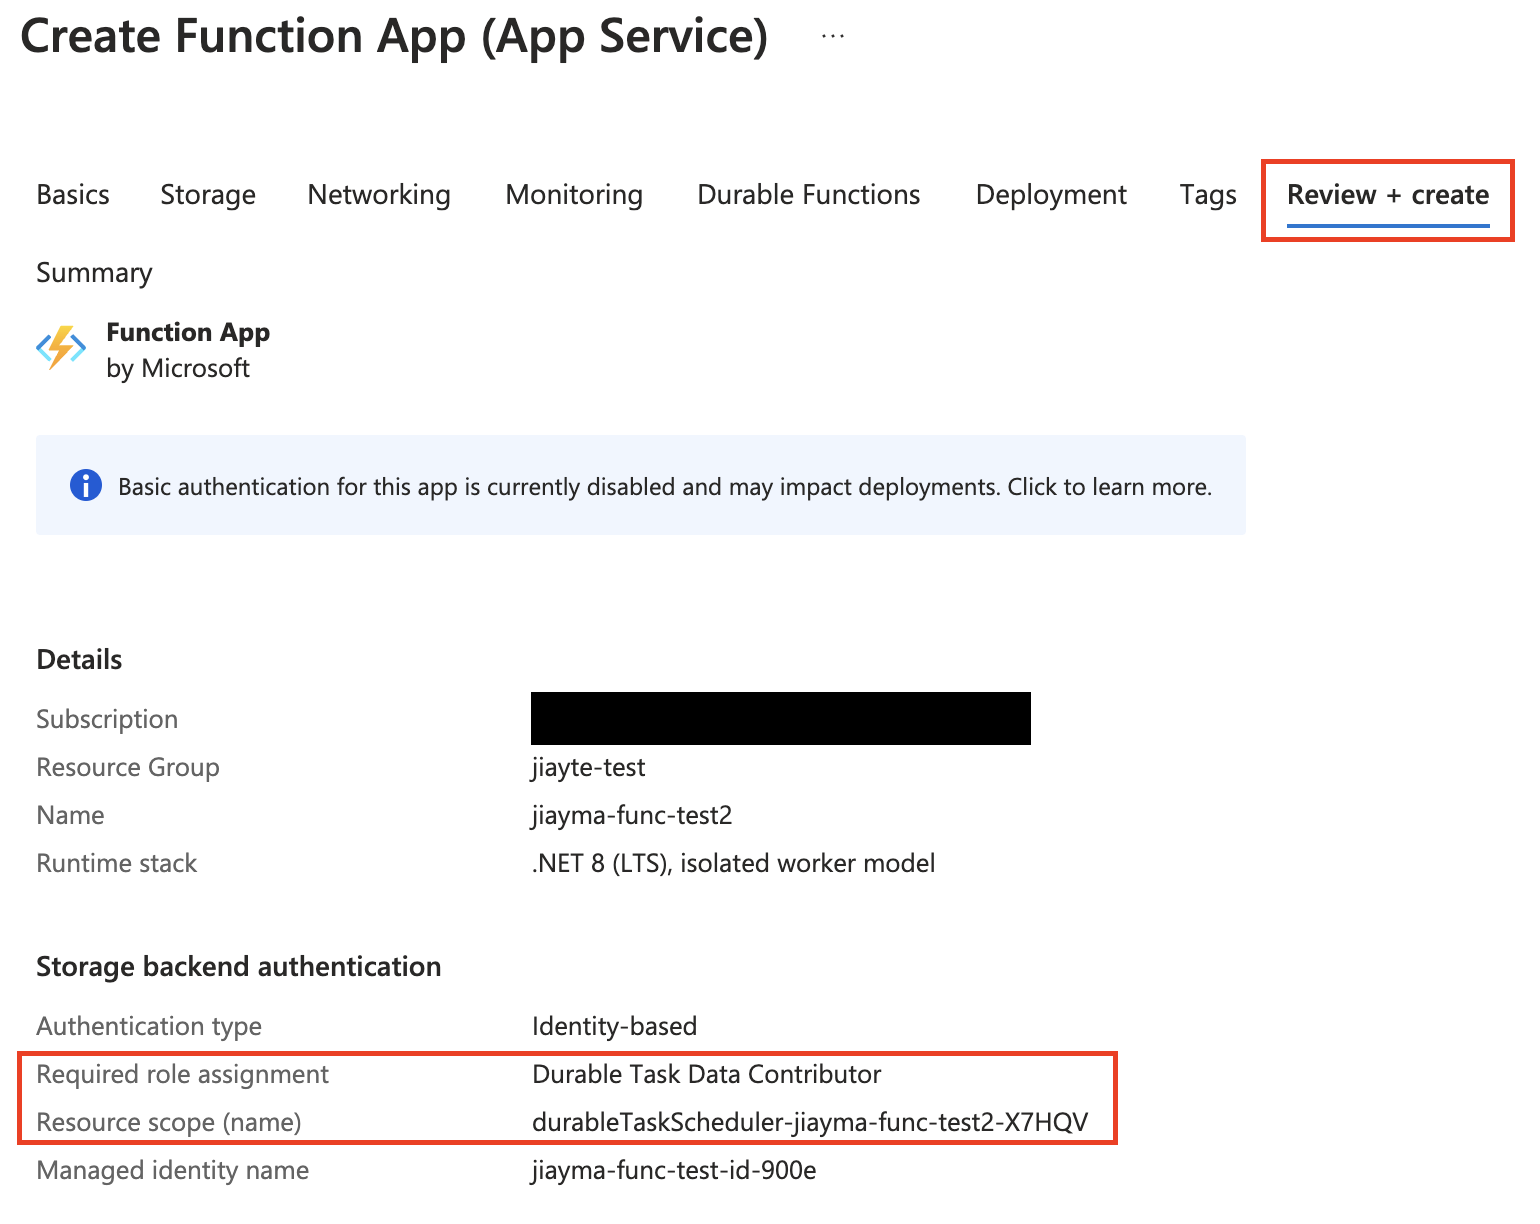 Create Function App (App Service) ...
Basics Storage Networking Monitoring Durable Functions Deployment Tags Review + create
Summary
Function App
by Microsoft
Basic authentication for this app is currently disabled and may impact deployments. Click to learn more.
Details
Subscription
Resource Group jiayte-test
Name jiayma-func-test2
Runtime stack .NET 8 (LTS), isolated worker model
Storage backend authentication
Authentication type Identity-based
Required role assignment Durable Task Data Contributor
Resource scope (name) durableTaskScheduler-jiayma-func-test2-X7HQV
Managed identity name jiayma-func-test-id-900e